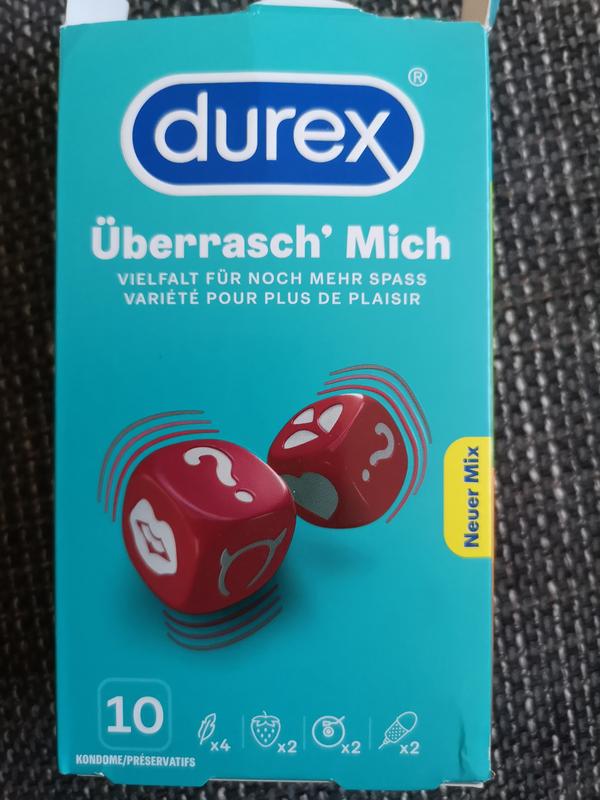 durex®
Überrasch' Mich
VIELFALT FÜR NOCH MEHR SPASS
VARIÉTÉ POUR PLUS DE PLAISIR
? ?
Neuer Mix
10
x4 x2 x2 x2
KONDOME/PRÉSERVATIFS